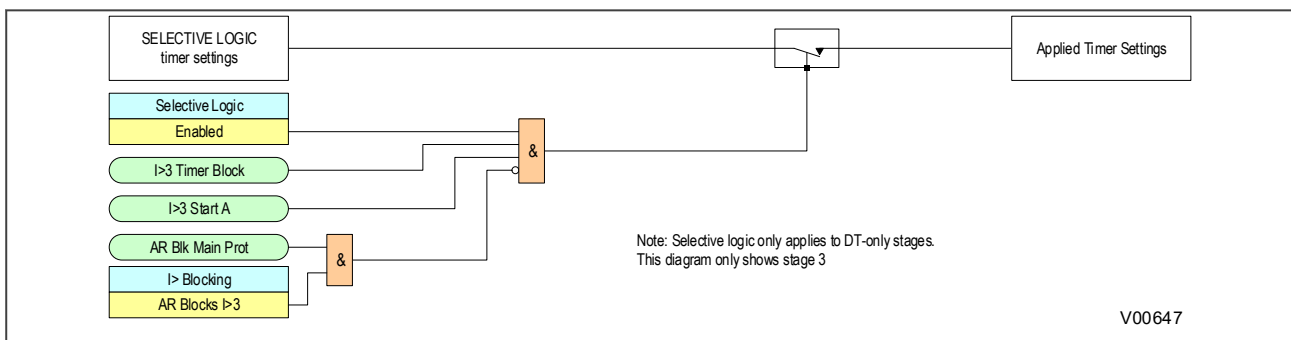 SELECTIVE LOGIC
timer settings
Applied Timer Settings
Selective Logic
Enabled
I>3 Timer Block
&
I>3 Start A
AR Blk Main Prot
&
I> Blocking
AR Blocks I>3
Note: Selective logic only applies to DT-only stages.
This diagram only shows stage 3
V00647